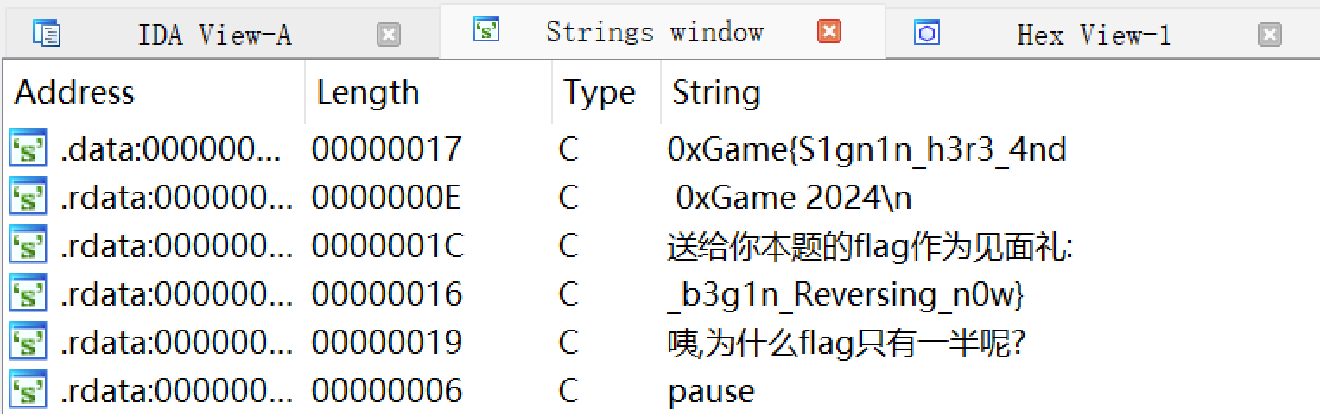 IDA View-A Strings window Hex View-1
Address Length Type String
.data:000000... 00000017 C 0xGame{S1gn1n_h3r3_4nd
.rdata:000000... 0000000E C 0xGame 2024\n
.rdata:000000... 0000001C C 送给你本题的flag作为见面礼:
.rdata:000000... 00000016 C _b3g1n_Reversing_n0w}
.rdata:000000... 00000019 C 咦,为什么flag只有一半呢?
.rdata:000000... 00000006 C pause